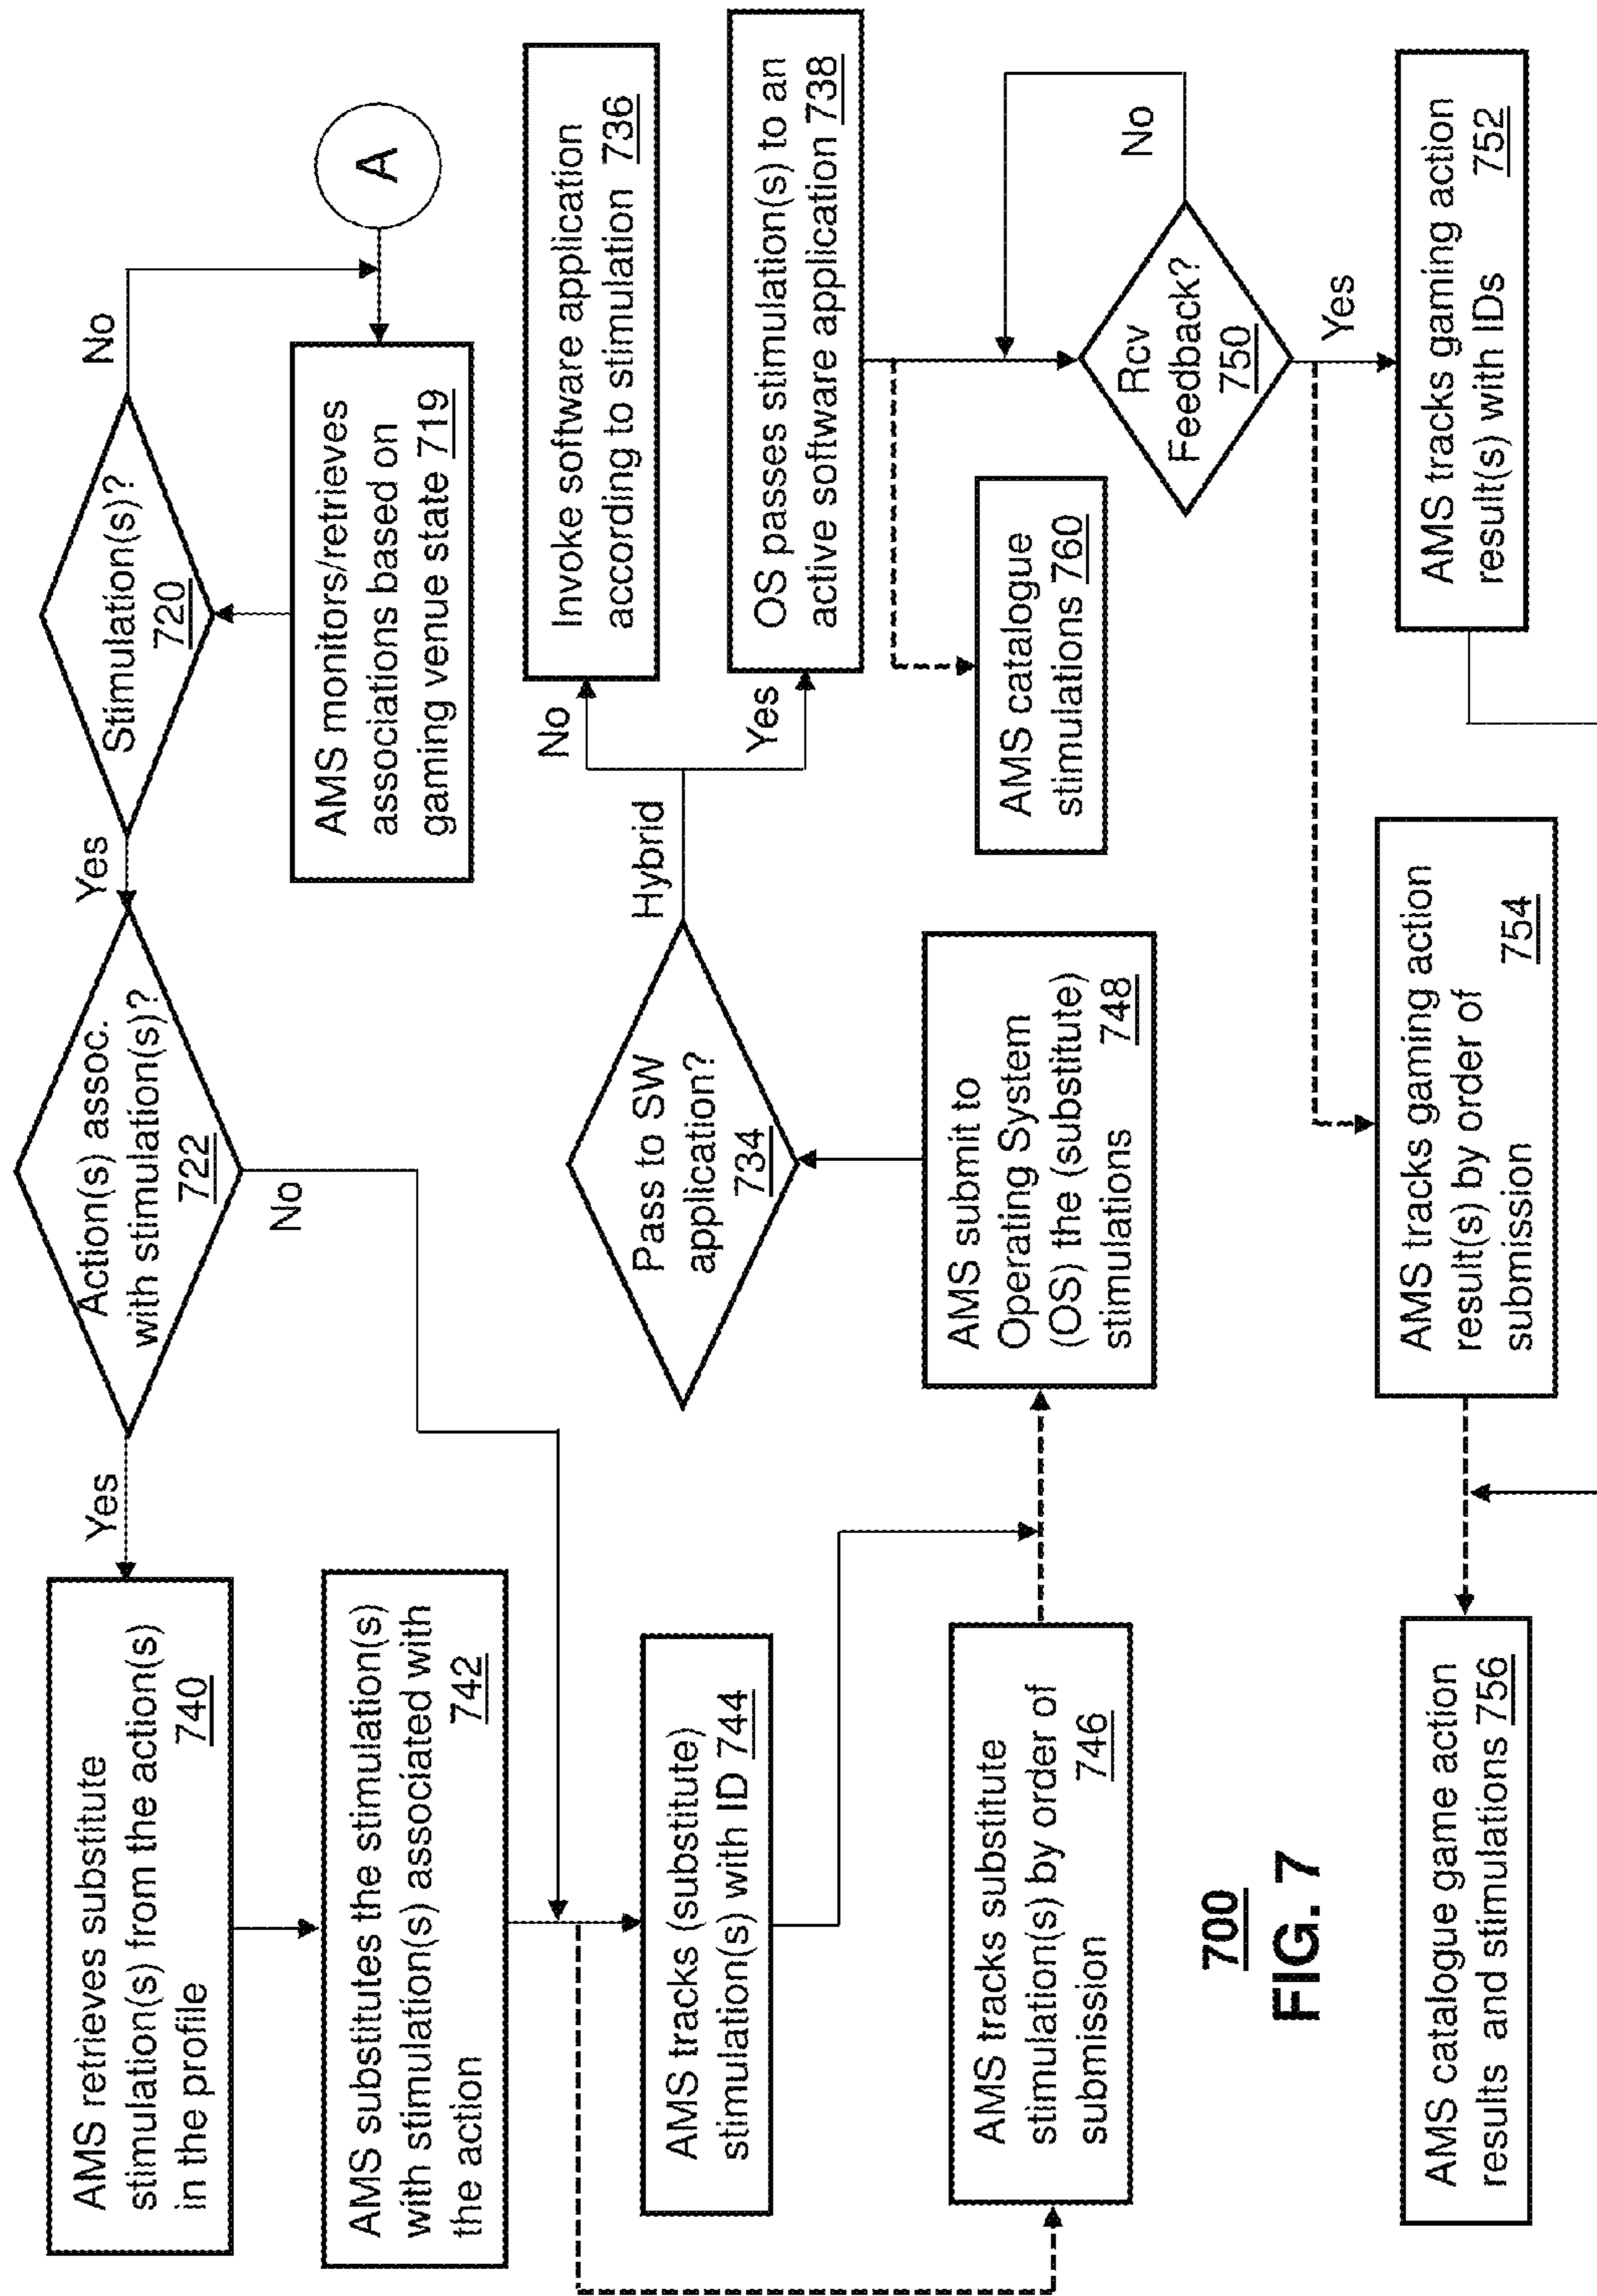 AMS retrieves substitute
stimulation(s) from the action(s)
in the profile 740
Yes
Action(s) assoc.
with stimulation(s)?
722
No
Yes
Stimulation(s)?
720
No
AMS monitors/retrieves
associations based on
gaming venue state 719
A
AMS substitutes the stimulation(s)
with stimulation(s) associated with
the action 742
AMS tracks (substitute)
stimulation(s) with ID 744
AMS tracks substitute
stimulation(s) by order of
submission 746
AMS submit to
Operating System
(OS) the (substitute)
stimulations 748
Pass to SW
application?
734
Hybrid
No
Yes
Invoke software application
according to stimulation 736
OS passes stimulation(s) to an
active software application 738
AMS catalogue
stimulations 760
Rcv
Feedback?
750
No
Yes
AMS tracks gaming action
result(s) with IDs 752
AMS tracks gaming action
result(s) by order of
submission 754
AMS catalogue game action
results and stimulations 756
700
FIG. 7